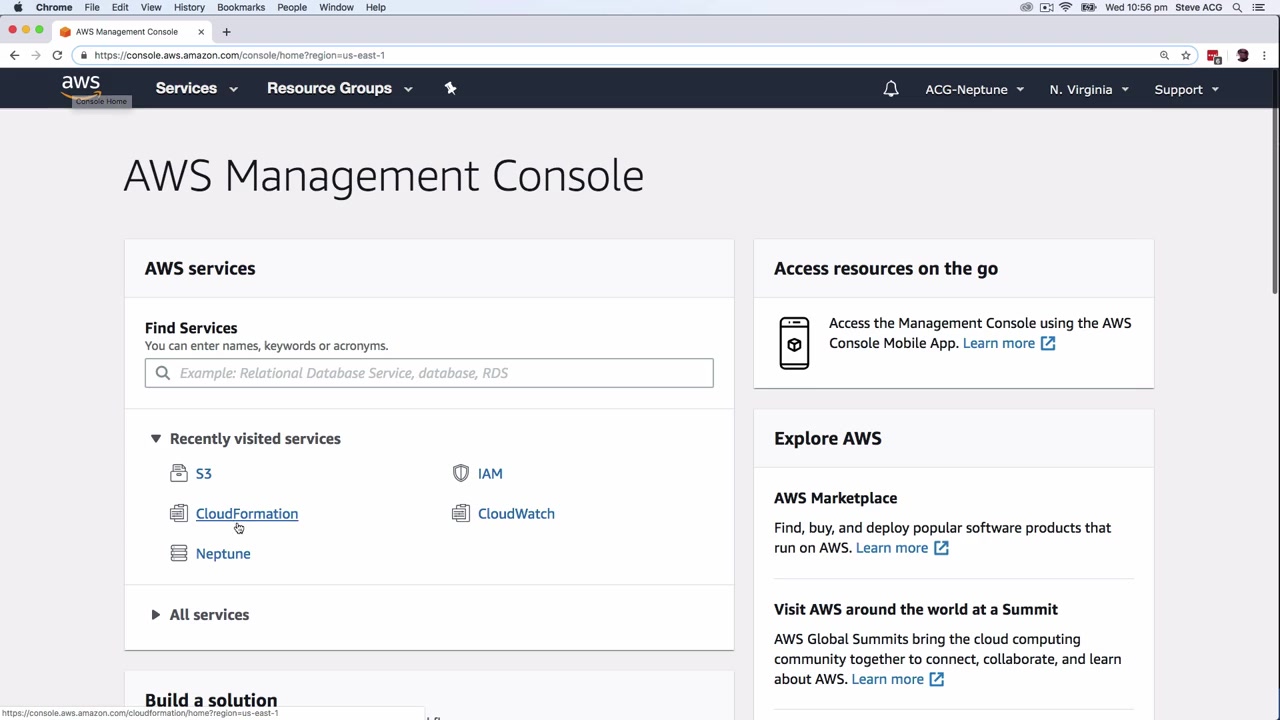 Chrome File Edit View History Bookmarks People Window Help Wed 10:56 pm Steve ACG
AWS Management Console
https://console.aws.amazon.com/console/home?region=us-east-1
aws Services Resource Groups ACG-Neptune N. Virginia Support
Console Home
AWS Management Console
AWS services
Find Services
You can enter names, keywords or acronyms.
Example: Relational Database Service, database, RDS
Recently visited services
S3 IAM
CloudFormation CloudWatch
Neptune
All services
Build a solution
Access resources on the go
Access the Management Console using the AWS
Console Mobile App. Learn more
Explore AWS
AWS Marketplace
Find, buy, and deploy popular software products that
run on AWS. Learn more
Visit AWS around the world at a Summit
AWS Global Summits bring the cloud computing
community together to connect, collaborate, and learn
about AWS. Learn more
https://console.aws.amazon.com/cloudformation/home?region=us-east-1